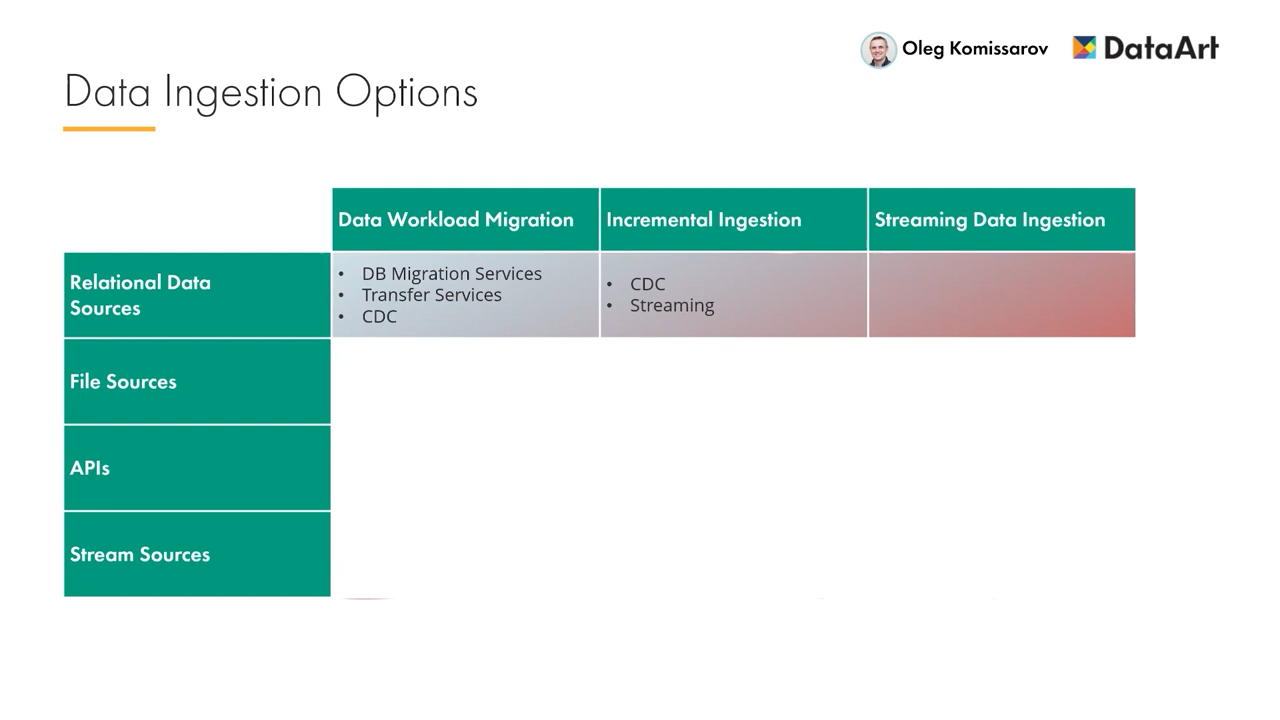 Oleg Komissarov
DataArt
Data Ingestion Options
Data Workload Migration
Incremental Ingestion
Streaming Data Ingestion
Relational Data
Sources
• DB Migration Services
• Transfer Services
• CDC
• CDC
• Streaming
File Sources
APIs
Stream Sources